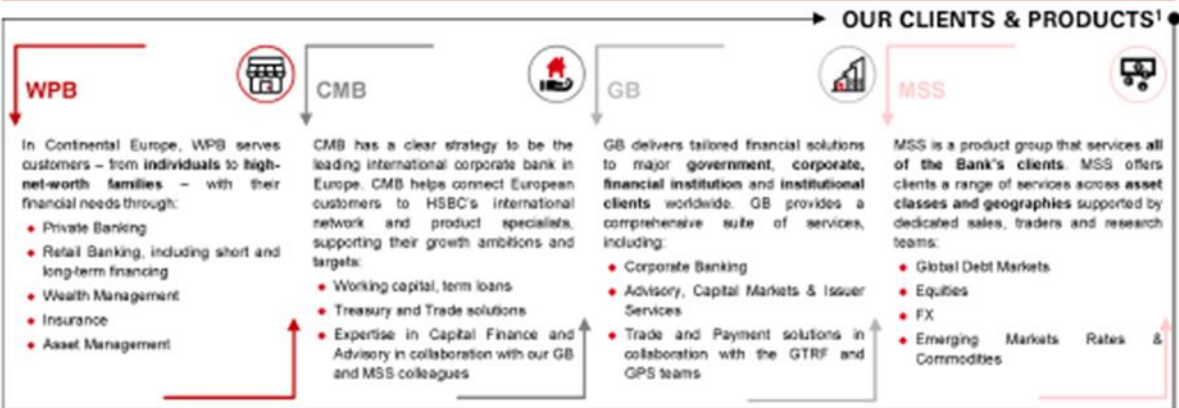 OUR CLIENTS & PRODUCTS¹
WPB
In Continental Europe, WPB serves
customers – from individuals to high-
net-worth families – with their
financial needs through:
Private Banking
Retail Banking, including short and
long-term financing
Wealth Management
Insurance
Asset Management
CMB
CMB has a clear strategy to be the
leading international corporate bank in
Europe. CMB helps connect European
customers to HSBC's international
network and product specialists,
supporting their growth ambitions and
targets:
Working capital, term loans
Treasury and Trade solutions
Expertise in Capital Finance and
Advisory in collaboration with our GB
and MSS colleagues
GB
GB delivers tailored financial solutions
to major government, corporate,
financial institution and institutional
clients worldwide. GB provides a
comprehensive suite of services,
including:
Corporate Banking
Advisory, Capital Markets & Issuer
Services
Trade and Payment solutions in
collaboration with the GTRF and
GPS teams
MSS
MSS is a product group that services all
of the Bank's clients. MSS offers
clients a range of services across asset
classes and geographies supported by
dedicated sales, traders and research
teams:
Global Debt Markets
Equities
FX
Emerging Markets Rates &
Commodities